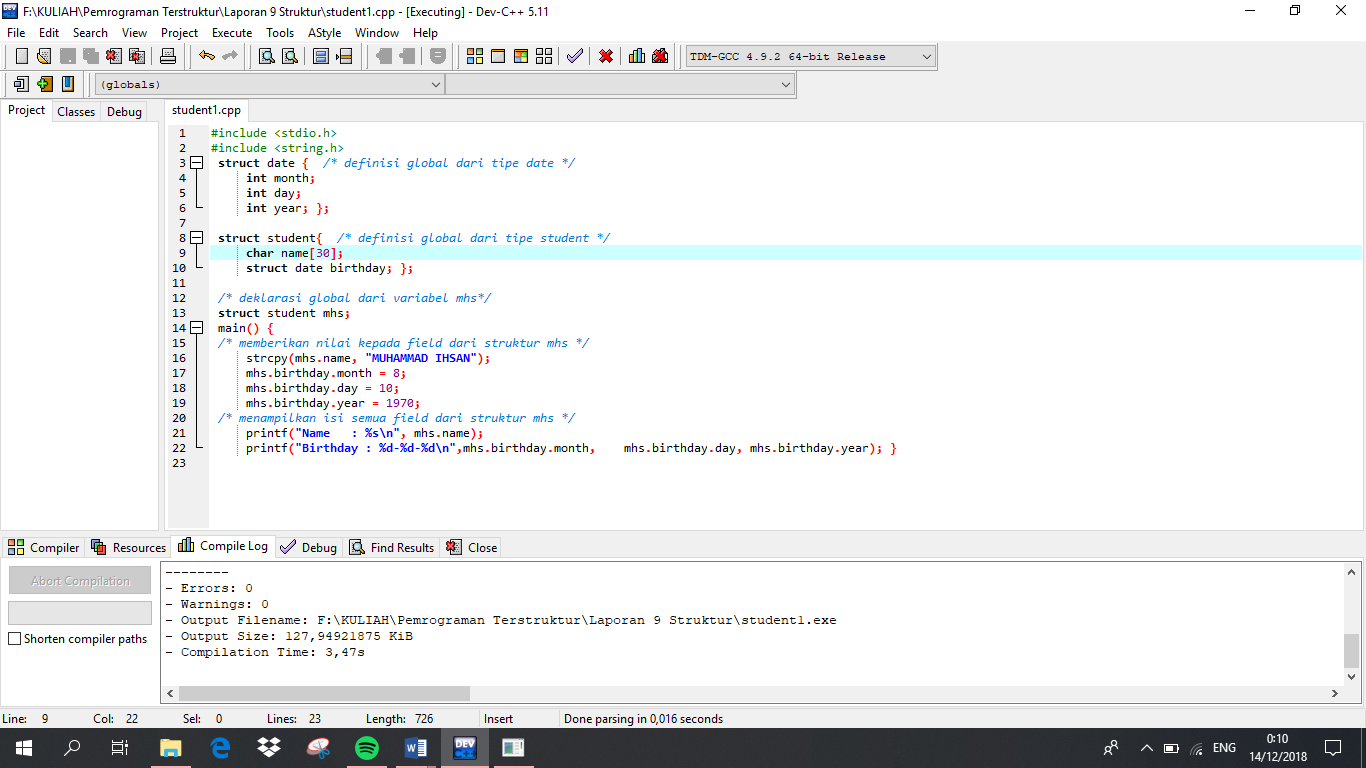 F:\KULIAH\Pemrograman Terstruktur\Laporan 9 Struktur\student1.cpp - [Executing] - Dev-C++ 5.11
File Edit Search View Project Execute Tools AStyle Window Help
TDM-GCC 4.9.2 64-bit Release
(globals)
Project Classes Debug student1.cpp
1 #include <stdio.h>
2 #include <string.h>
3 struct date { /* definisi global dari tipe date */
4 int month;
5 int day;
6 int year; };
7
8 struct student{ /* definisi global dari tipe student */
9 char name[30];
10 struct date birthday; };
11
12 /* deklarasi global dari variabel mhs*/
13 struct student mhs;
14 main() {
15 /* memberikan nilai kepada field dari struktur mhs */
16 strcpy(mhs.name, "MUHAMMAD IHSAN");
17 mhs.birthday.month = 8;
18 mhs.birthday.day = 10;
19 mhs.birthday.year = 1970;
20 /* menampilkan isi semua field dari struktur mhs */
21 printf("Name   : %s\n", mhs.name);
22 printf("Birthday : %d-%d-%d\n",mhs.birthday.month,    mhs.birthday.day, mhs.birthday.year); }
23
Compiler Resources Compile Log Debug Find Results Close
Abort Compilation
Shorten compiler paths
--------
- Errors: 0
- Warnings: 0
- Output Filename: F:\KULIAH\Pemrograman Terstruktur\Laporan 9 Struktur\student1.exe
- Output Size: 127,94921875 KiB
- Compilation Time: 3,47s
Line: 9 Col: 22 Sel: 0 Lines: 23 Length: 726 Insert Done parsing in 0,016 seconds
DEV C++
ENG
0:10
14/12/2018